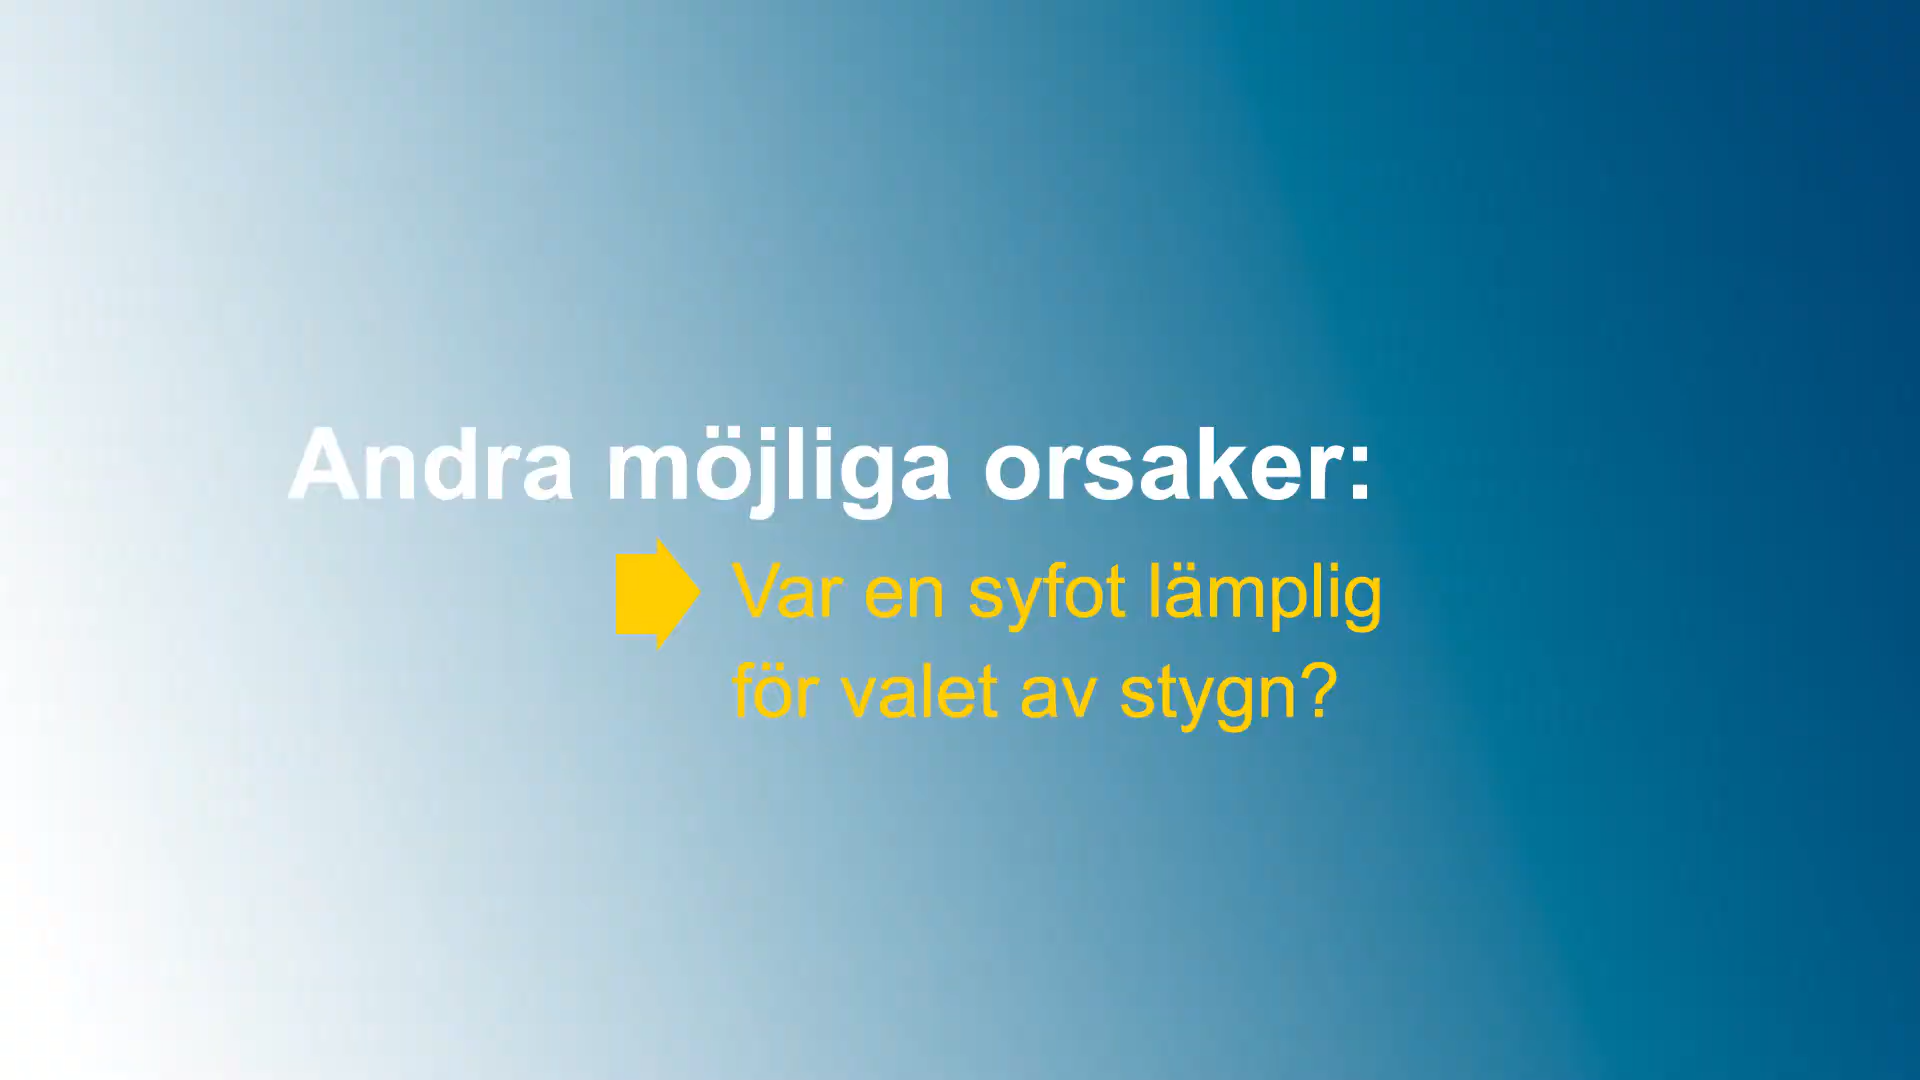 Andra möjliga orsaker:
Var en syfot lämplig
för valet av stygn?